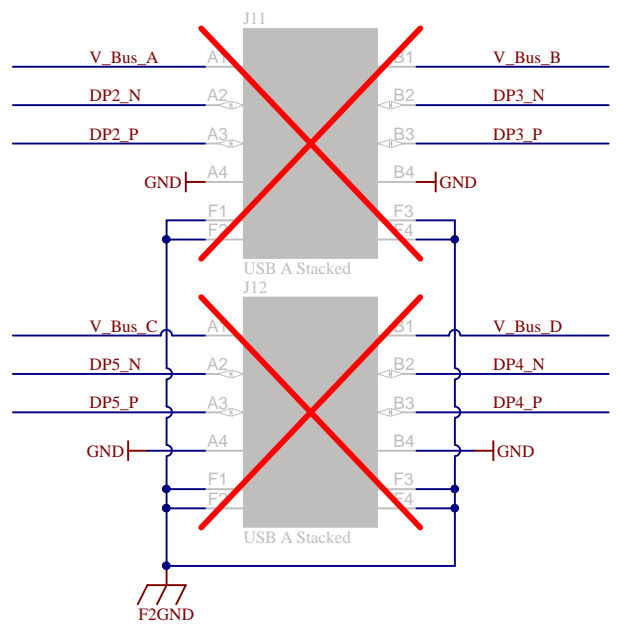 J11
V_Bus_A A1 B1 V_Bus_B
DP2_N A2 B2 DP3_N
DP2_P A3 B3 DP3_P
GND A4 B4 GND
F1 F3
F2 F4
USB A Stacked
J12
V_Bus_C A1 B1 V_Bus_D
DP5_N A2 B2 DP4_N
DP5_P A3 B3 DP4_P
GND A4 B4 GND
F1 F3
F2 F4
USB A Stacked
F2GND